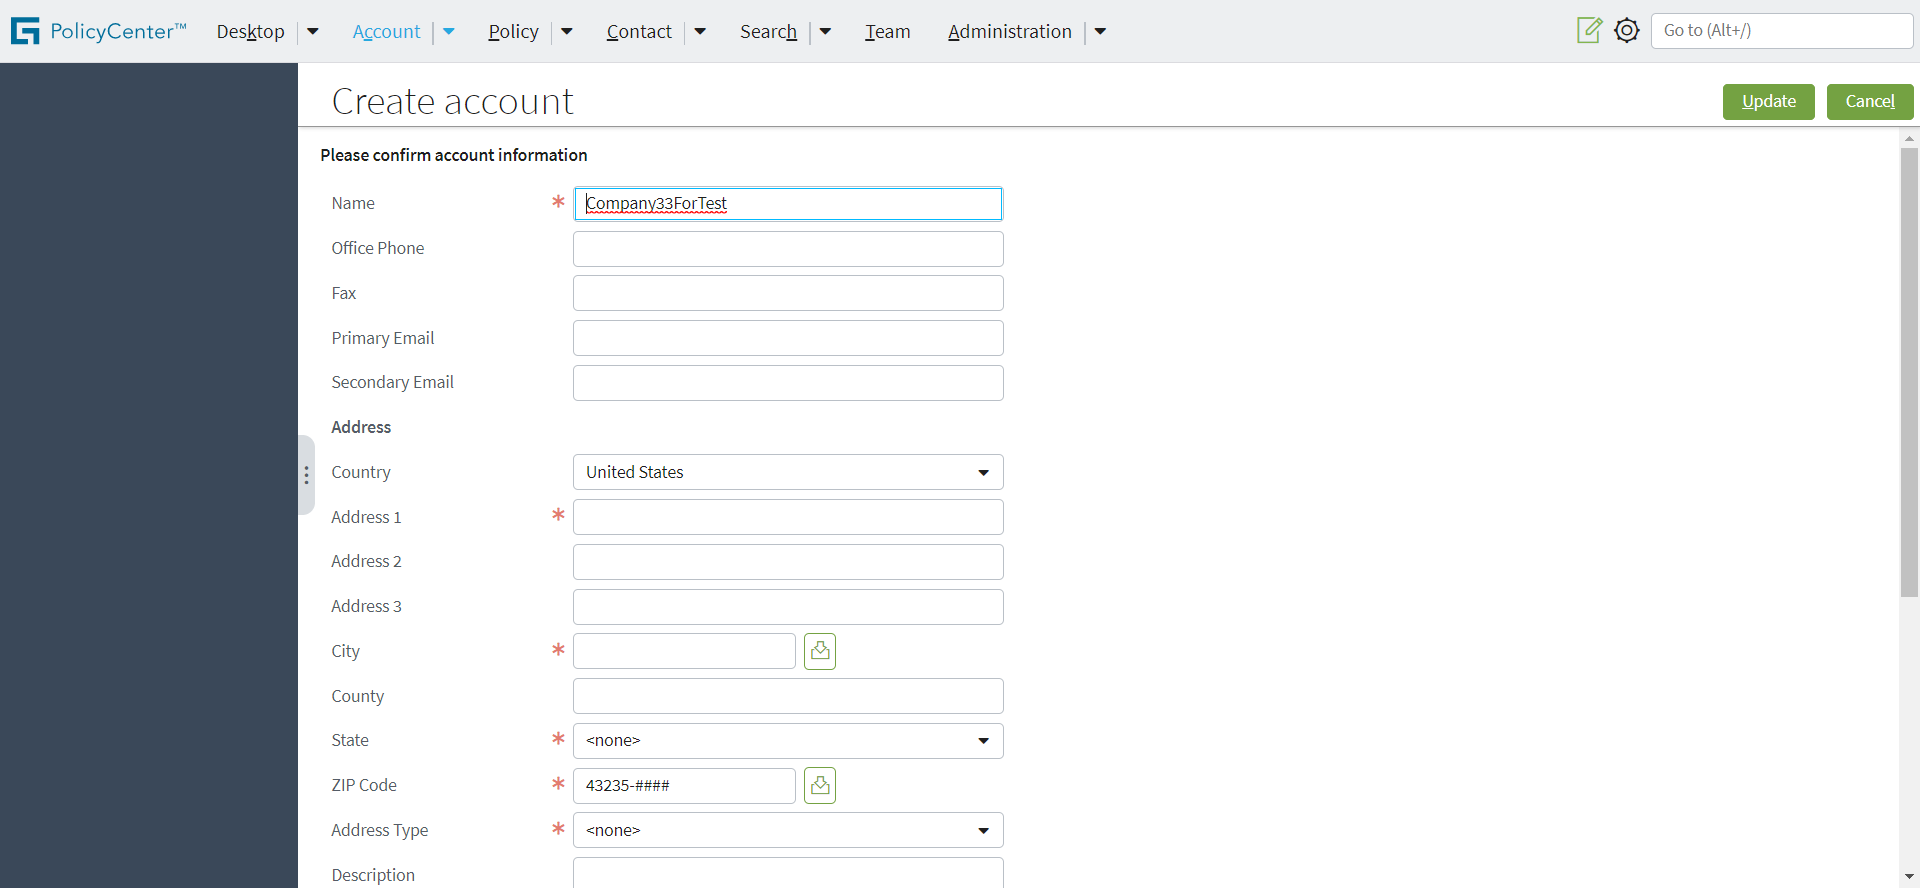 PolicyCenter™ Desktop Account Policy Contact Search Team Administration Go to (Alt+/)
Create account Update Cancel
Please confirm account information
Name * Company33ForTest
Office Phone
Fax
Primary Email
Secondary Email
Address
Country United States
Address 1 *
Address 2
Address 3
City *
County
State * <none>
ZIP Code * 43235-####
Address Type * <none>
Description